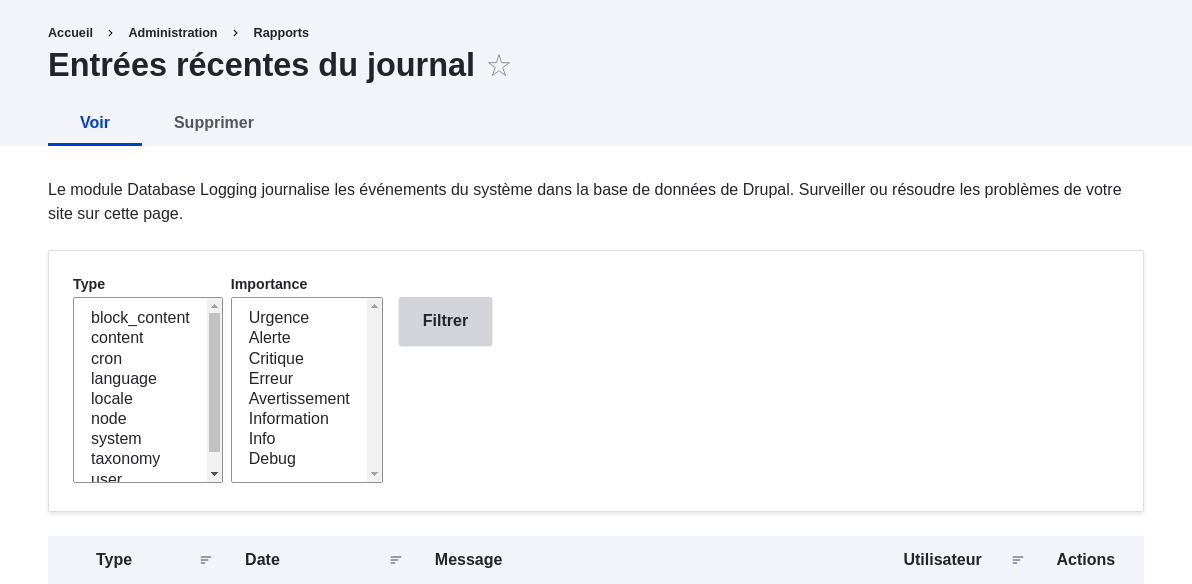 Accueil > Administration > Rapports
Entrées récentes du journal
Voir Supprimer
Le module Database Logging journalise les événements du système dans la base de données de Drupal. Surveiller ou résoudre les problèmes de votre
site sur cette page.
Type Importance
block_content
content
cron
language
locale
node
system
taxonomy
user
Urgence
Alerte
Critique
Erreur
Avertissement
Information
Info
Debug
Filtrer
Type Date Message Utilisateur Actions